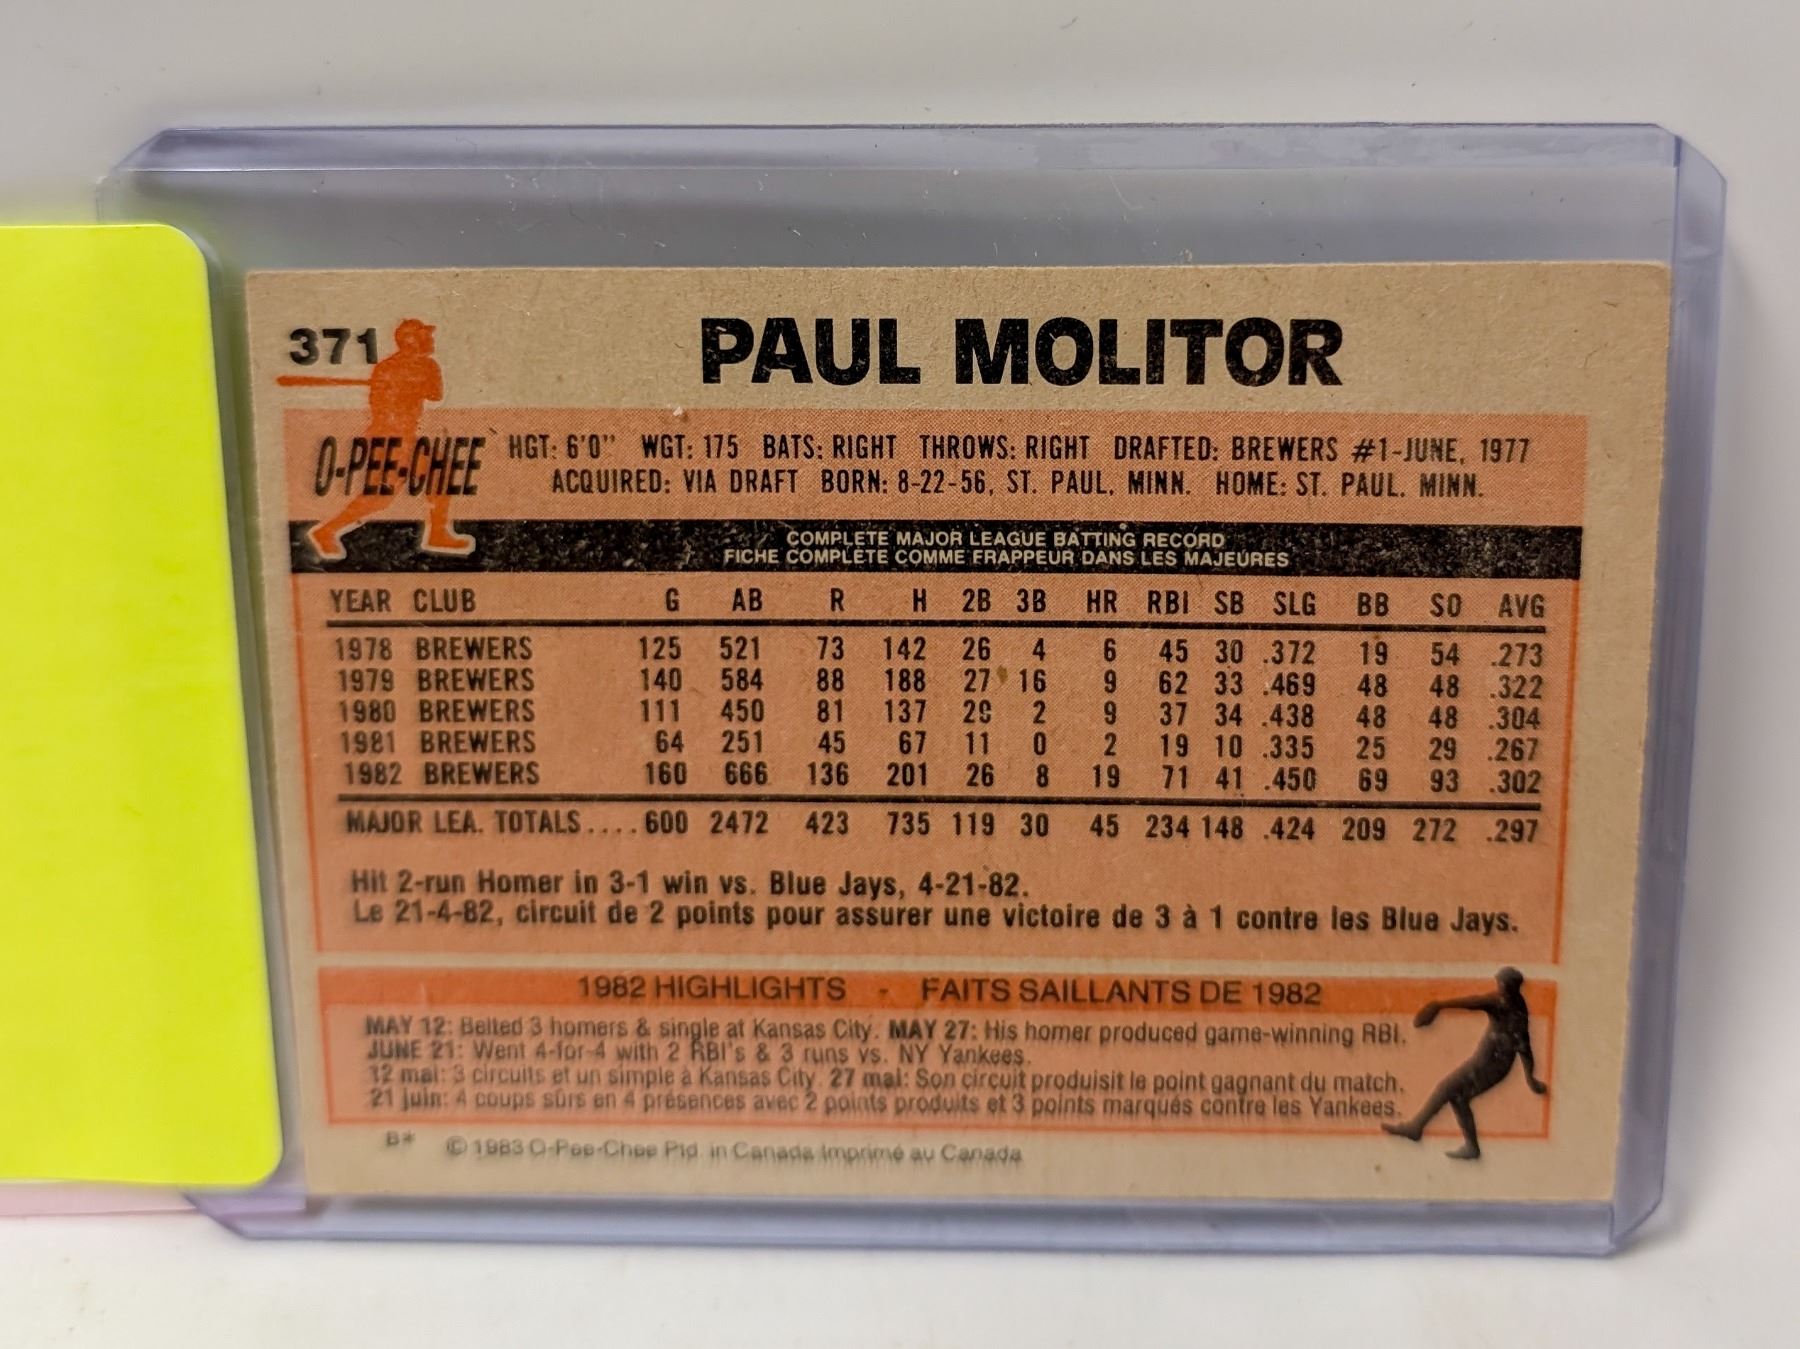 371
PAUL MOLITOR
O-PEE-CHEE
HGT: 6'0" WGT: 175 BATS: RIGHT THROWS: RIGHT DRAFTED: BREWERS #1-JUNE, 1977
ACQUIRED: VIA DRAFT BORN: 8-22-56, ST. PAUL, MINN. HOME: ST. PAUL, MINN.
COMPLETE MAJOR LEAGUE BATTING RECORD
FICHE COMPLÈTE COMME FRAPPEUR DANS LES MAJEURES
YEAR CLUB G AB R H 2B 3B HR RBI SB SLG BB SO AVG
1978 BREWERS 125 521 73 142 26 4 6 45 30 .372 19 54 .273
1979 BREWERS 140 584 88 188 27 16 9 62 33 .469 48 48 .322
1980 BREWERS 111 450 81 137 29 2 9 37 34 .438 48 48 .304
1981 BREWERS 64 251 45 67 11 0 2 19 10 .335 25 29 .267
1982 BREWERS 160 666 136 201 26 8 19 71 41 .450 69 93 .302
MAJOR LEA. TOTALS....600 2472 423 735 119 30 45 234 148 .424 209 272 .297
Hit 2-run Homer in 3-1 win vs. Blue Jays, 4-21-82.
Le 21-4-82, circuit de 2 points pour assurer une victoire de 3 à 1 contre les Blue Jays.
1982 HIGHLIGHTS - FAITS SAILLANTS DE 1982
MAY 12: Belted 3 homers & single at Kansas City. MAY 27: His homer produced game-winning RBI.
JUNE 21: Went 4-for-4 with 2 RBI's & 3 runs vs. NY Yankees.
12 mai: 3 circuits et un simple à Kansas City. 27 mai: Son circuit produisit le point gagnant du match.
21 juin: 4 coups sûrs en 4 présences avec 2 points produits et 3 points marqués contre les Yankees.
B* © 1983 O-Pee-Chee Ptd. in Canada Imprimé au Canada